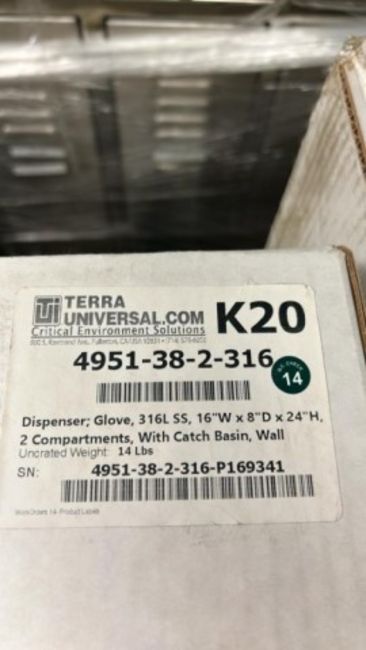 TERRA
UNIVERSAL.COM
Critical Environment Solutions
K20
4951-38-2-316
14
Dispenser; Glove, 316L SS, 16"W x 8"D x 24"H,
2 Compartments, With Catch Basin, Wall
Uncrated Weight: 14 Lbs
SN: 4951-38-2-316-P169341